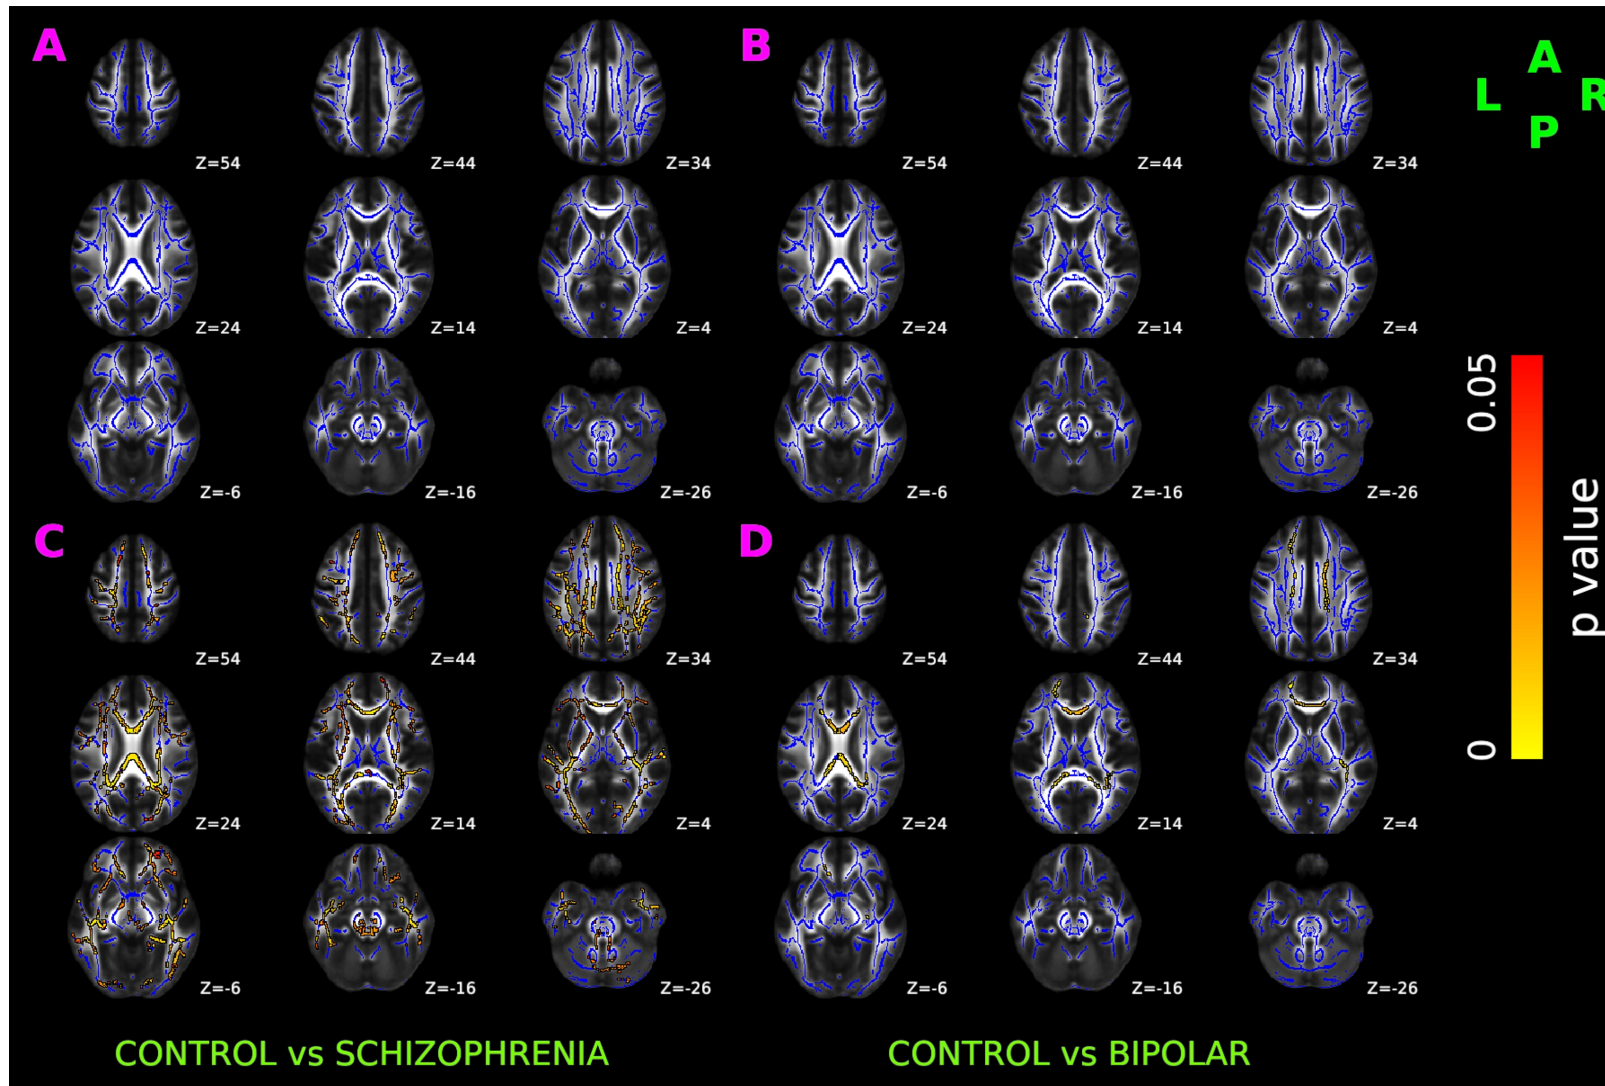 A
B
A
L R
P
Z=54
Z=44
Z=34
Z=54
Z=44
Z=34
Z=24
Z=14
Z=4
Z=24
Z=14
Z=4
Z=-6
Z=-16
Z=-26
Z=-6
Z=-16
Z=-26
0.05
p value
0
C
D
Z=54
Z=44
Z=34
Z=54
Z=44
Z=34
Z=24
Z=14
Z=4
Z=24
Z=14
Z=4
Z=-6
Z=-16
Z=-26
Z=-6
Z=-16
Z=-26
CONTROL vs SCHIZOPHRENIA
CONTROL vs BIPOLAR